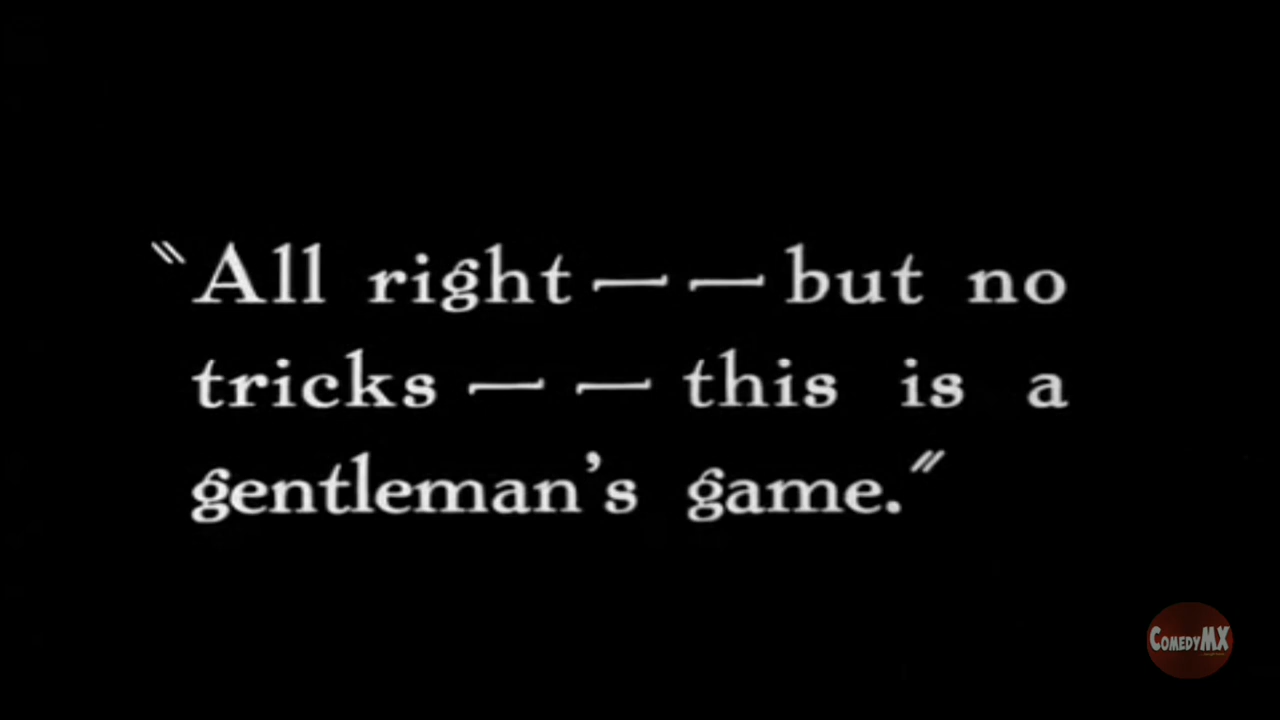 "All right — — but no
tricks — — this is a
gentleman's game."
COMEDYMX